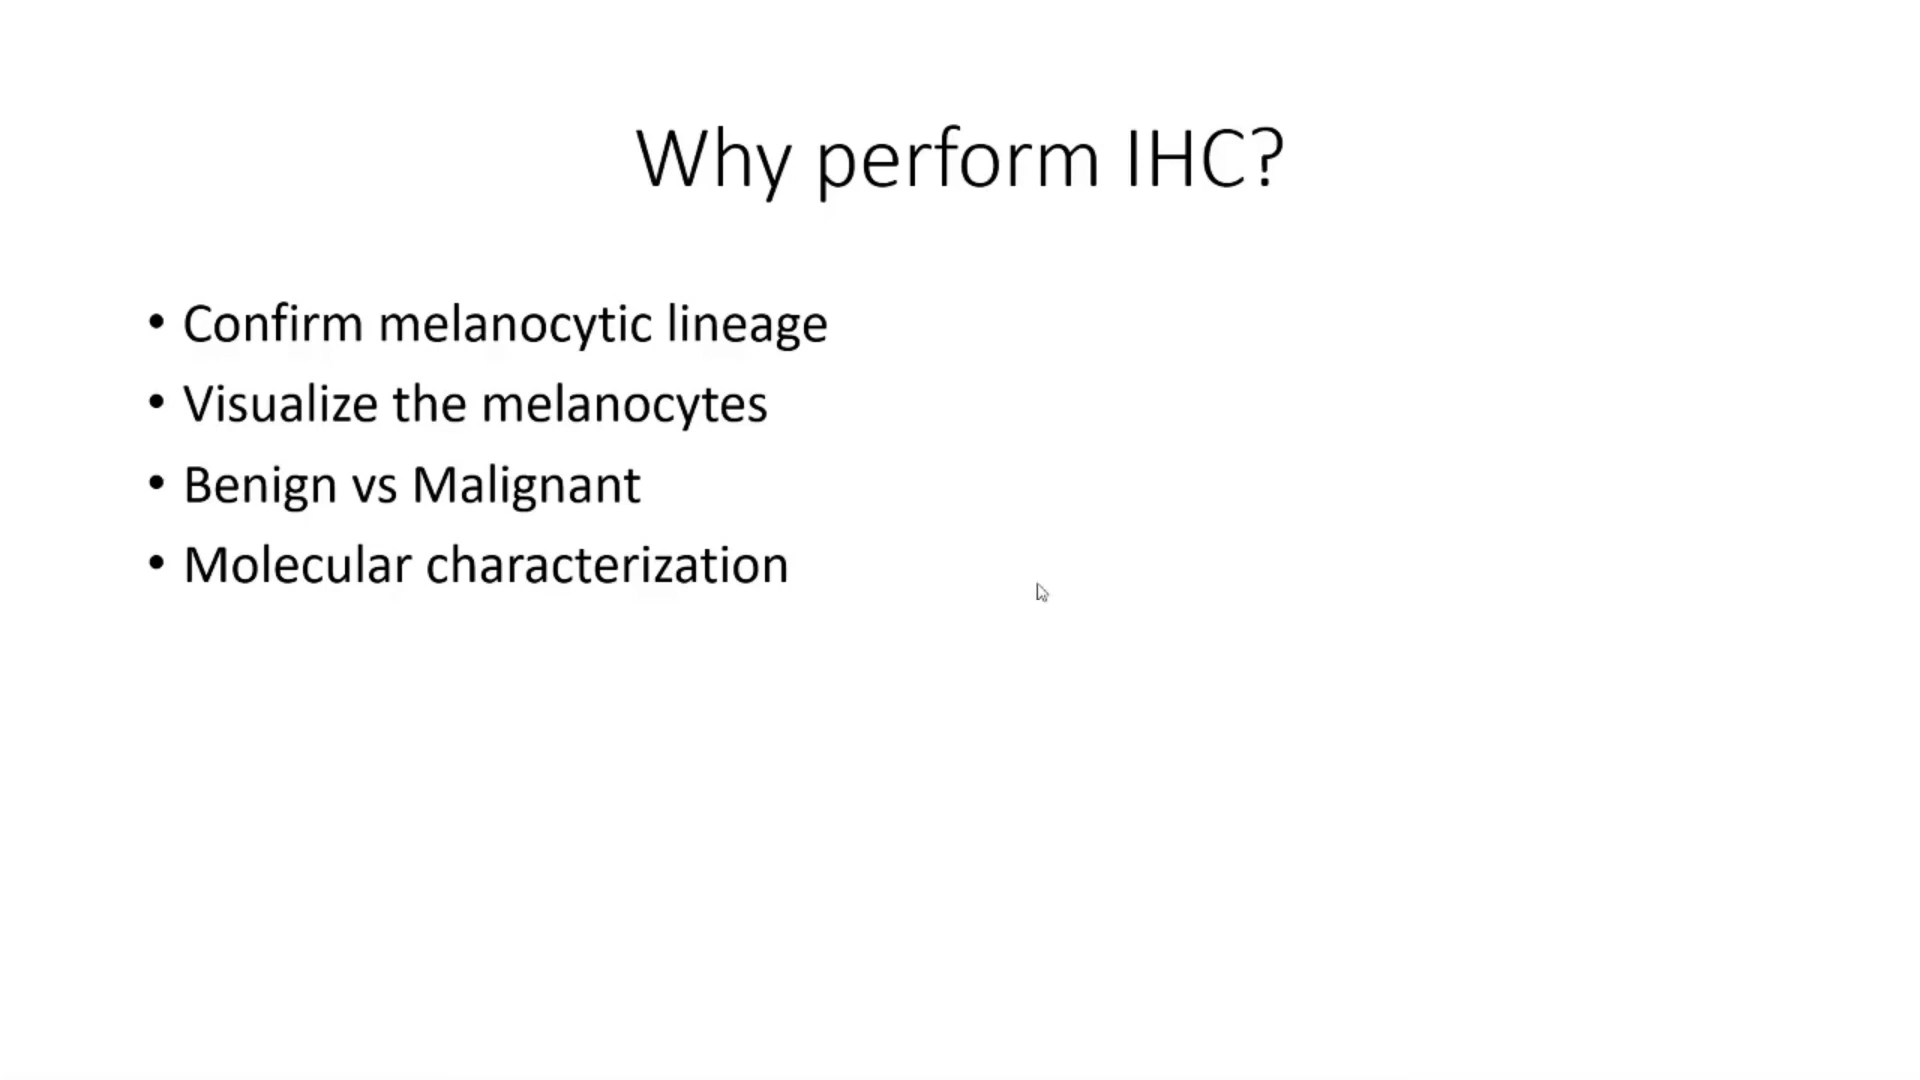 Why perform IHC?
• Confirm melanocytic lineage
• Visualize the melanocytes
• Benign vs Malignant
• Molecular characterization